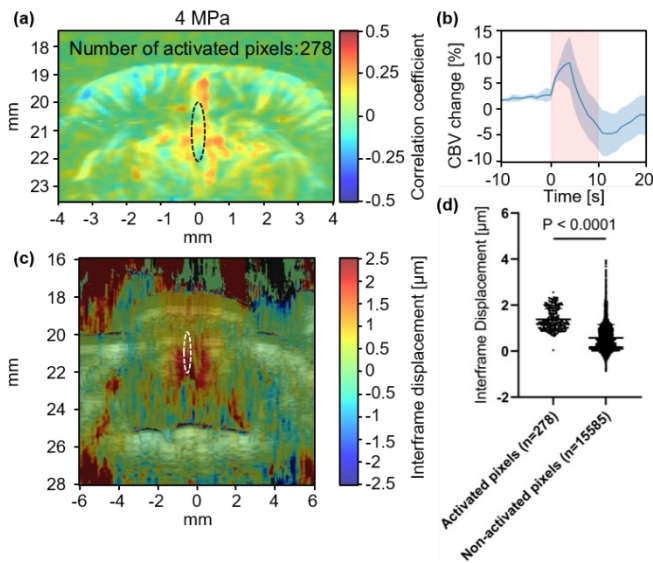 (a)
4 MPa
Number of activated pixels:278
mm
18
19
20
21
22
23
-4 -3 -2 -1 0 1 2 3 4
mm
0.5
0.25
0
-0.25
-0.5
Correlation coefficient
(b)
CBV change [%]
15
10
5
0
-5
-10
-10 0 10 20
Time [s]
(c)
mm
16
18
20
22
24
26
28
-6 -4 -2 0 2 4 6
mm
2.5
2
1.5
1
0.5
0
-0.5
-1
-1.5
-2
-2.5
Interframe displacement [µm]
(d)
P < 0.0001
Interframe Displacement [µm]
6
4
2
0
-2
Activated pixels (n=278)
Non-activated pixels (n=15585)